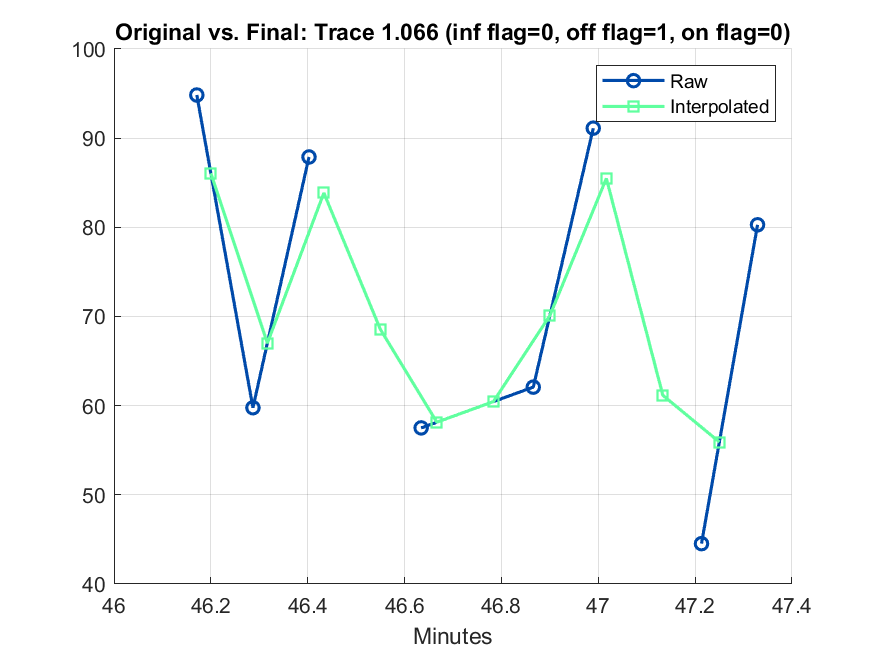 Original vs. Final: Trace 1.066 (inf flag=0, off flag=1, on flag=0)
100
90
80
70
60
50
40
Raw
Interpolated
46 46.2 46.4 46.6 46.8 47 47.2 47.4
Minutes